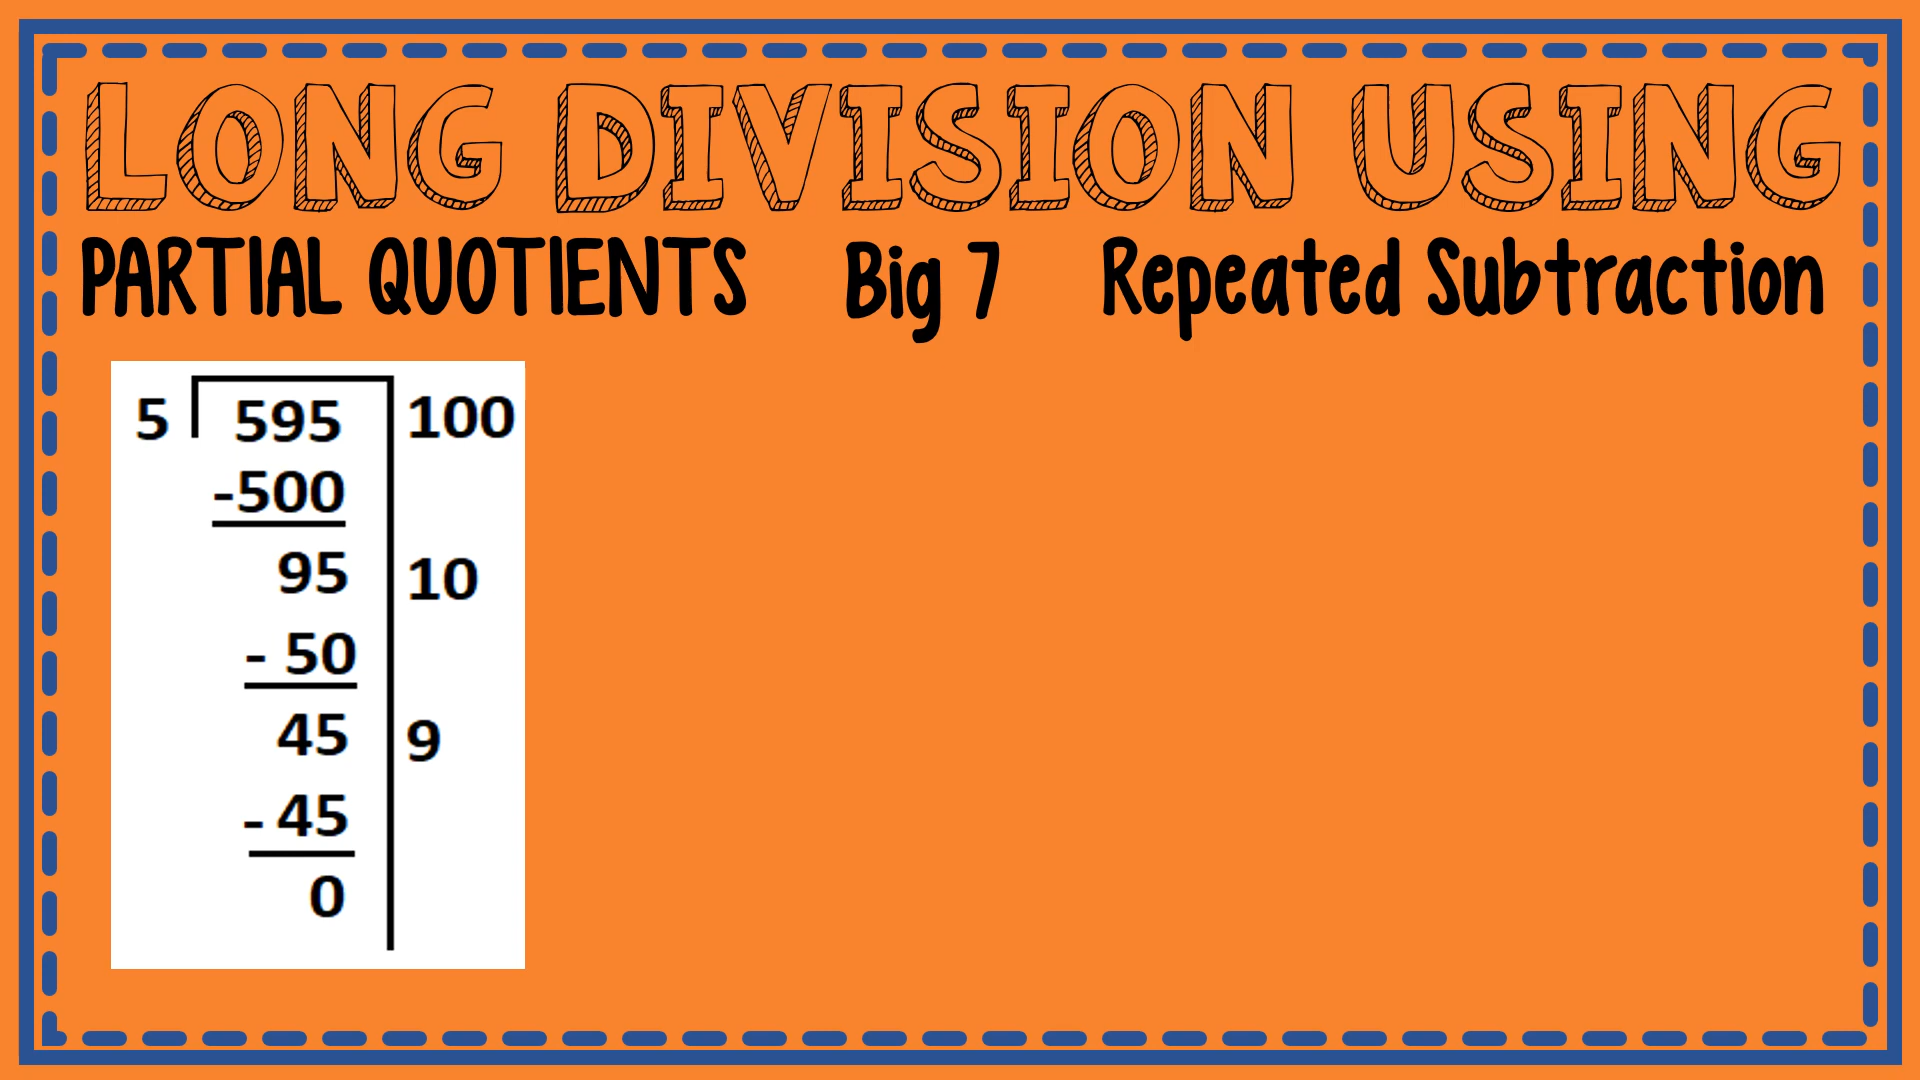 LONG DIVISION USING
PARTIAL QUOTIENTS Big 7 Repeated Subtraction
5 595 100
-500
95 10
- 50
45 9
- 45
0